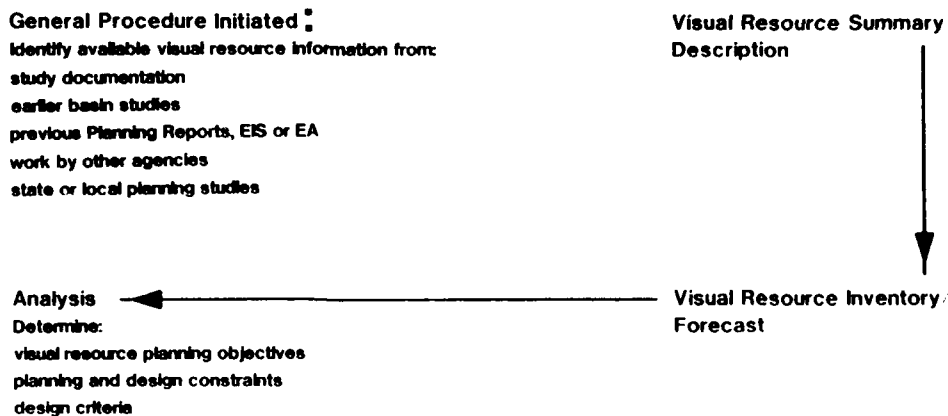 General Procedure Initiated :
Identify available visual resource information from:
study documentation
earlier basin studies
previous Planning Reports, EIS or EA
work by other agencies
state or local planning studies
Visual Resource Summary
Description
Analysis
Determine:
visual resource planning objectives
planning and design constraints
design criteria
Visual Resource Inventory
Forecast